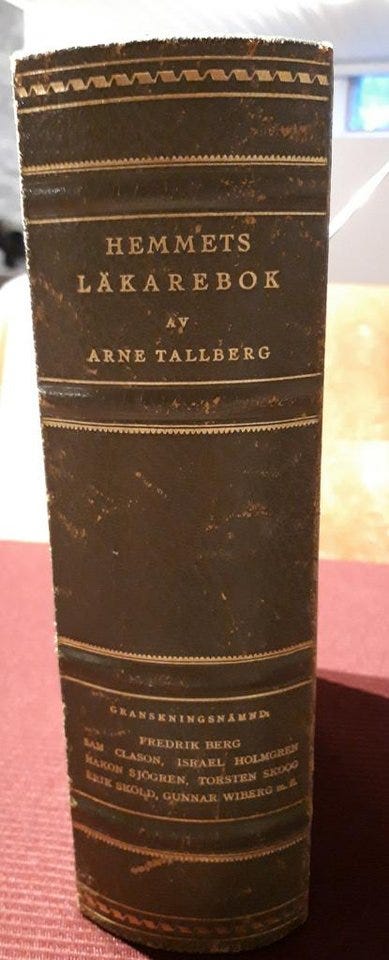 HEMMETS
LÄKAREBOK
AV
ARNE TALLBERG
GRANSKNINGSNÄMND:
FREDRIK BERG
SAM CLASON, ISRAEL HOLMGREN
HAKON SJÖGREN, TORSTEN SKOOG
ERIK SKÖLD, GUNNAR WIBERG m. fl.